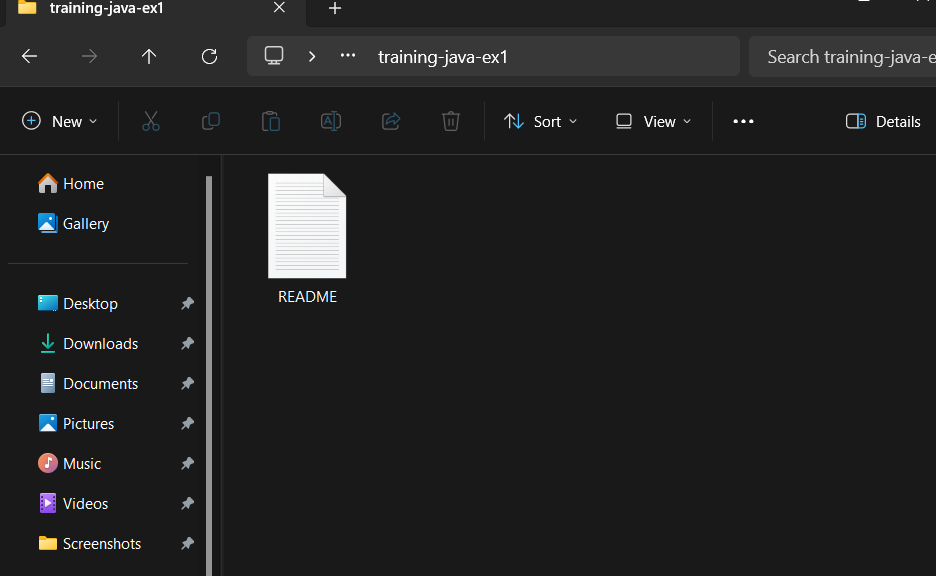 training-java-ex1
training-java-ex1
Search training-java-e
New
Sort
View
Details
Home
Gallery
Desktop
Downloads
Documents
Pictures
Music
Videos
Screenshots
README